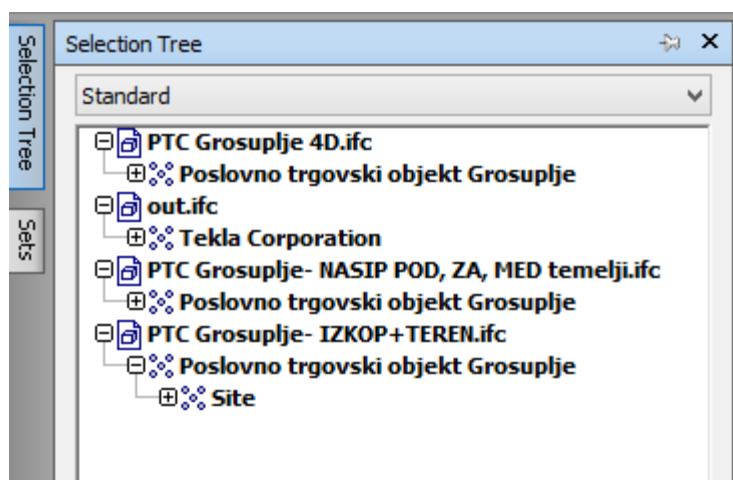 Selection Tree
Sets
Selection Tree
Standard
PTC Grosuplje 4D.ifc
Poslovno trgovski objekt Grosuplje
out.ifc
Tekla Corporation
PTC Grosuplje- NASIP POD, ZA, MED temelji.ifc
Poslovno trgovski objekt Grosuplje
PTC Grosuplje- IZKOP+TEREN.ifc
Poslovno trgovski objekt Grosuplje
Site